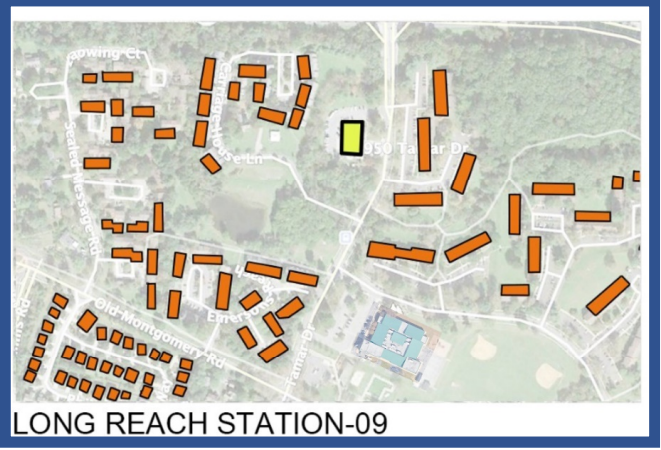 apwing Ct
Carriage House Ln
5950 Tamar Dr
Sealed Message Rd
Old Montgomery Rd
Tamar Dr
LONG REACH STATION-09